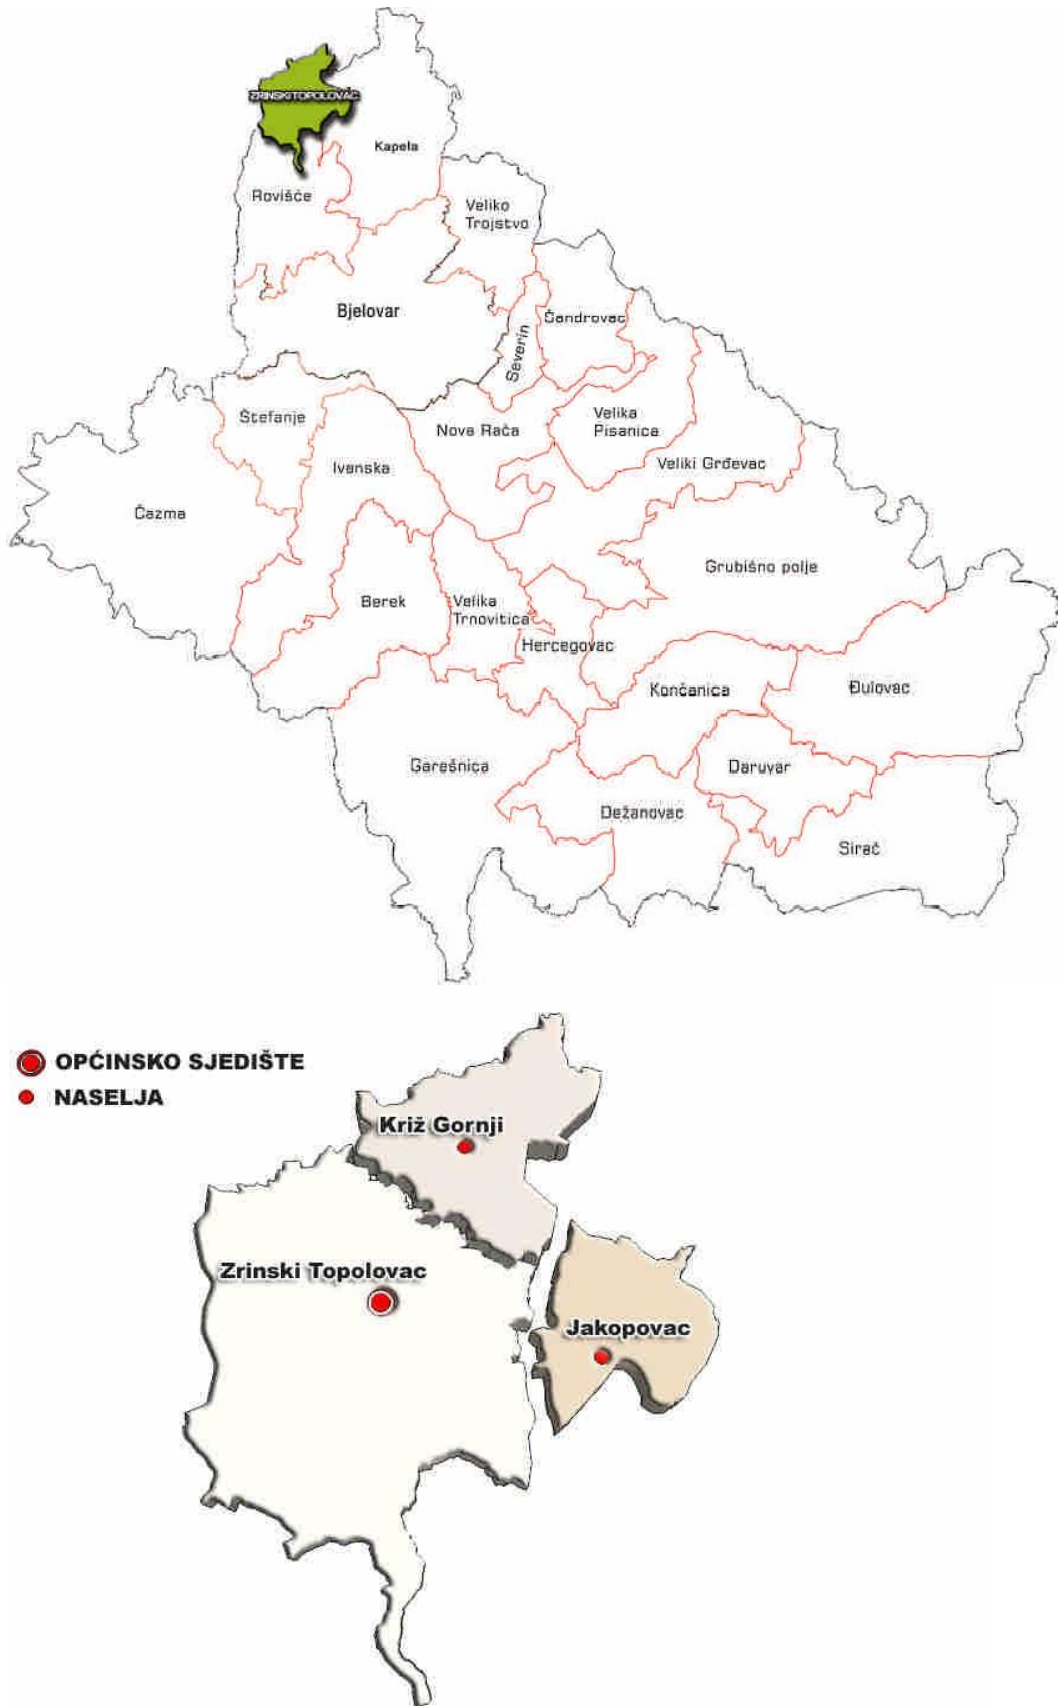 ZRINSKI TOPOLOVAC
Kapela
Rovišće
Veliko
Trojstvo
Bjelovar
Severin
Šandrovac
Štefanje
Nova Rača
Velika
Pisanica
Ivanska
Veliki Grđevac
Čazma
Grubišno polje
Berek
Velika
Trnovitica
Hercegovac
Končanica
Đulovac
Garešnica
Daruvar
Dežanovac
Sirač
OPĆINSKO SJEDIŠTE
NASELJA
Križ Gornji
Zrinski Topolovac
Jakopovac